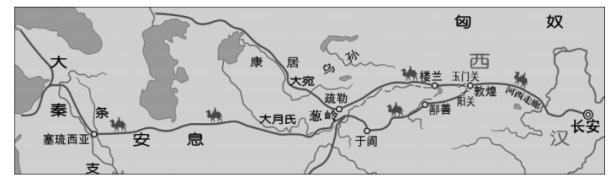 匈 奴
大
秦
条
支
塞琉西亚
安 息
康 居
大宛
乌孙
大月氏
疏勒
葱岭
于阗
楼兰
鄯善
西
玉门关
阳关
敦煌
河西走廊
长安
汉